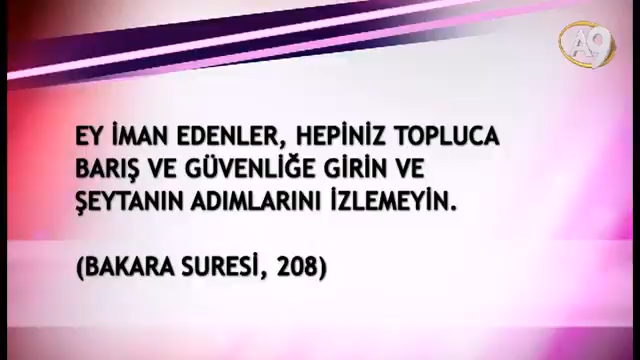 A9
EY İMAN EDENLER, HEPİNİZ TOPLUCA
BARIŞ VE GÜVENLİĞE GİRİN VE
ŞEYTANIN ADIMLARINI İZLEMEYİN.
(BAKARA SURESİ, 208)